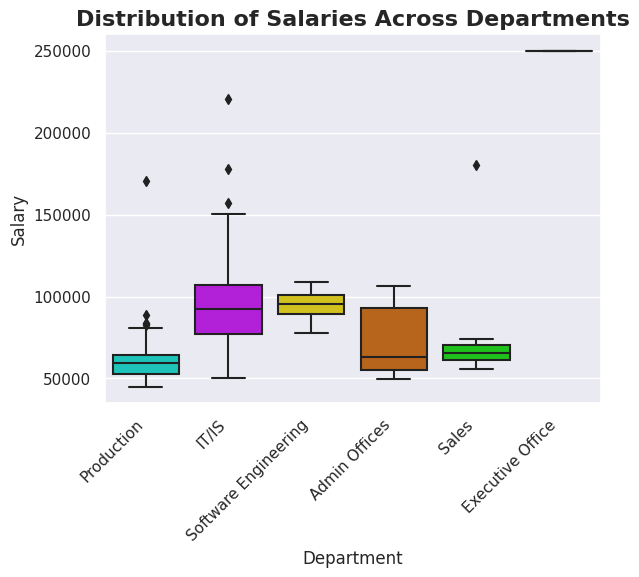 Distribution of Salaries Across Departments
250000
200000
150000
100000
50000
Salary
Production
IT/IS
Software Engineering
Admin Offices
Sales
Executive Office
Department